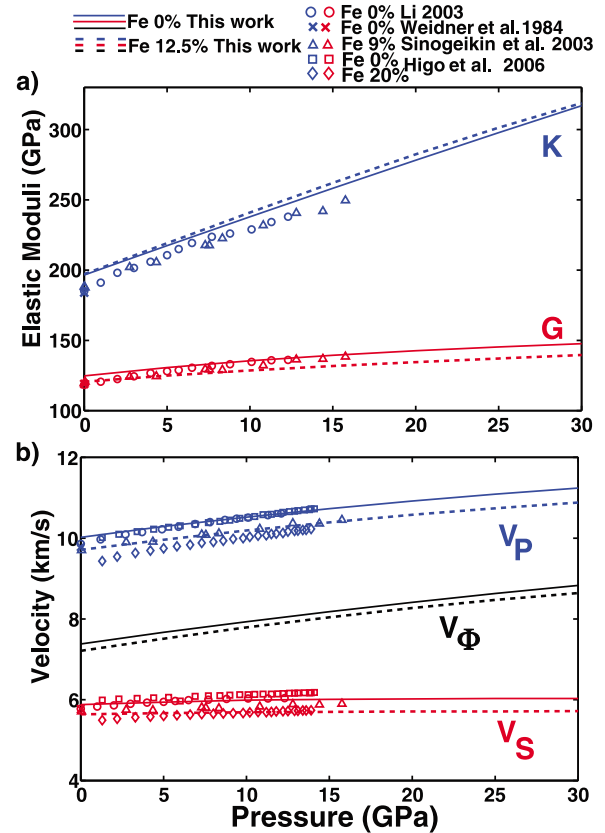 Fe 0% This work
Fe 12.5% This work
Fe 0% Li 2003
Fe 0% Weidner et al. 1984
Fe 9% Sinogeikin et al. 2003
Fe 0% Higo et al. 2006
Fe 20%
a)
Elastic Moduli (GPa)
300
250
200
150
100
0 5 10 15 20 25 30
K
G
b)
Velocity (km/s)
12
10
8
6
4
V_P
V_Φ
V_S
0 5 10 15 20 25 30
Pressure (GPa)